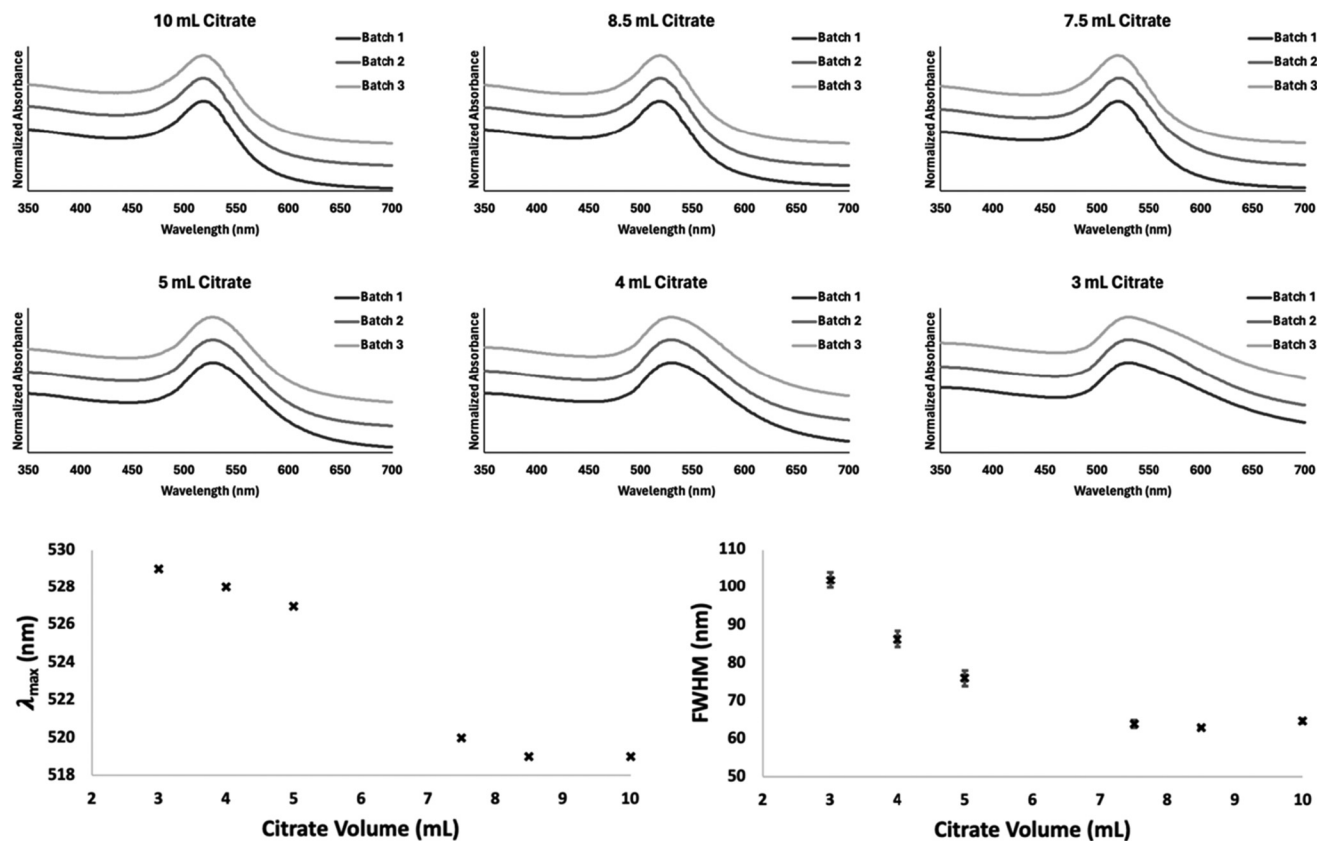 10 mL Citrate
Normalized Absorbance
Batch 1
Batch 2
Batch 3
350 400 450 500 550 600 650 700
Wavelength (nm)
8.5 mL Citrate
Normalized Absorbance
Batch 1
Batch 2
Batch 3
350 400 450 500 550 600 650 700
Wavelength (nm)
7.5 mL Citrate
Normalized Absorbance
Batch 1
Batch 2
Batch 3
350 400 450 500 550 600 650 700
Wavelength (nm)
5 mL Citrate
Normalized Absorbance
Batch 1
Batch 2
Batch 3
350 400 450 500 550 600 650 700
Wavelength (nm)
4 mL Citrate
Normalized Absorbance
Batch 1
Batch 2
Batch 3
350 400 450 500 550 600 650 700
Wavelength (nm)
3 mL Citrate
Normalized Absorbance
Batch 1
Batch 2
Batch 3
350 400 450 500 550 600 650 700
Wavelength (nm)
λmax (nm)
530
528
526
524
522
520
518
2 3 4 5 6 7 8 9 10
Citrate Volume (mL)
FWHM (nm)
110
100
90
80
70
60
50
2 3 4 5 6 7 8 9 10
Citrate Volume (mL)